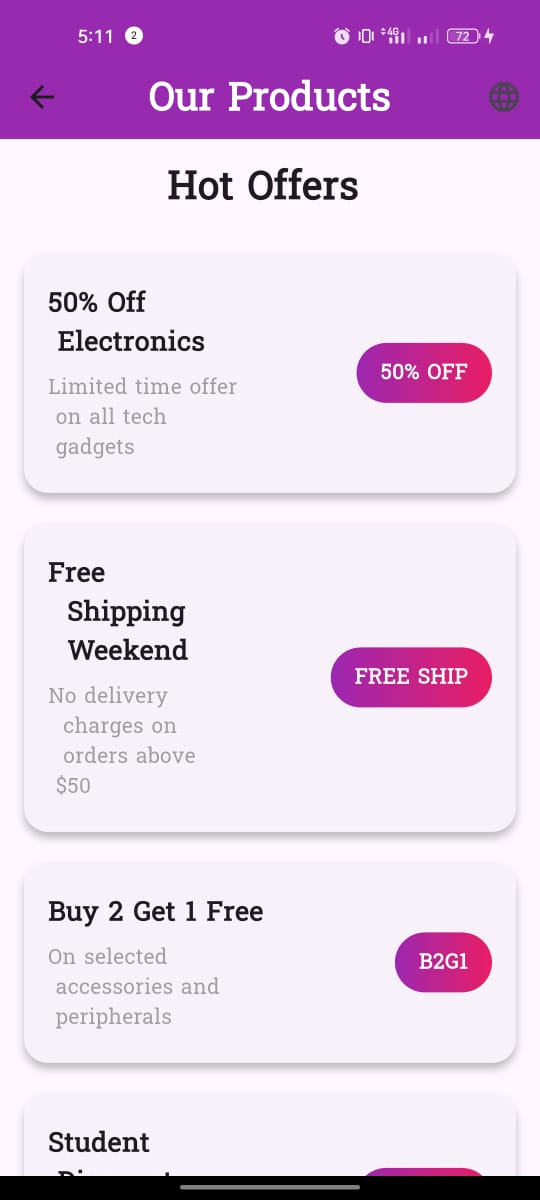 5:11 2 4G 72
Our Products
Hot Offers
50% Off
Electronics
Limited time offer
on all tech
gadgets
50% OFF
Free
Shipping
Weekend
No delivery
charges on
orders above
$50
FREE SHIP
Buy 2 Get 1 Free
On selected
accessories and
peripherals
B2G1
Student